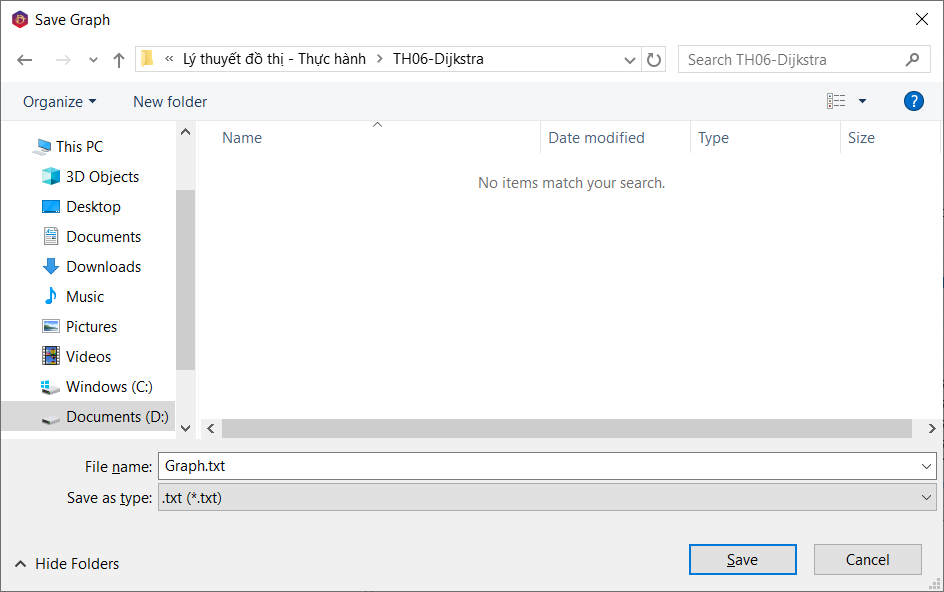 Save Graph
« Lý thuyết đồ thị - Thực hành > TH06-Dijkstra
Search TH06-Dijkstra
Organize
New folder
?
This PC
3D Objects
Desktop
Documents
Downloads
Music
Pictures
Videos
Windows (C:)
Documents (D:)
Name
Date modified
Type
Size
No items match your search.
File name: Graph.txt
Save as type: .txt (*.txt)
Hide Folders
Save
Cancel